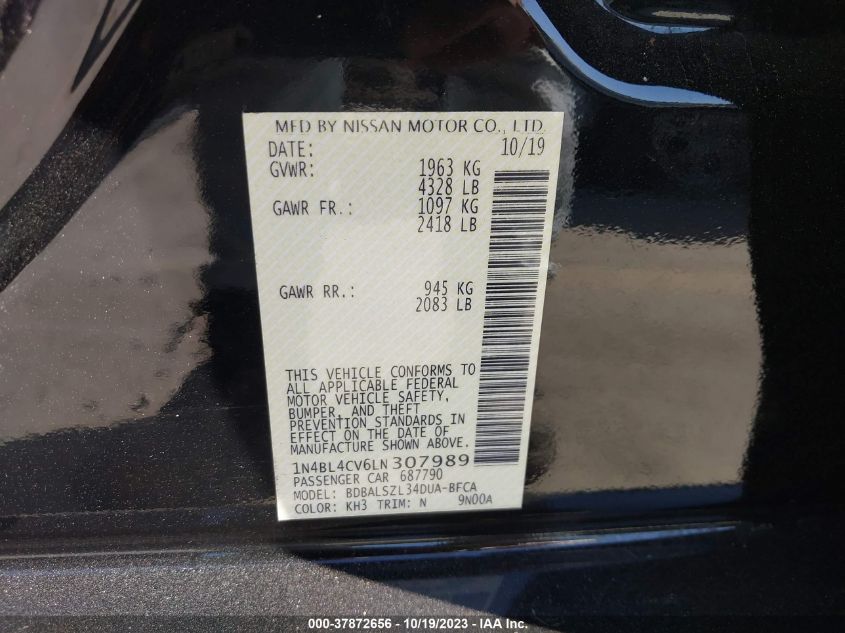 MFD BY NISSAN MOTOR CO., LTD.
DATE: 10/19
GVWR: 1963 KG
4328 LB
GAWR FR.: 1097 KG
2418 LB
GAWR RR.: 945 KG
2083 LB
THIS VEHICLE CONFORMS TO
ALL APPLICABLE FEDERAL
MOTOR VEHICLE SAFETY,
BUMPER, AND THEFT
PREVENTION STANDARDS IN
EFFECT ON THE DATE OF
MANUFACTURE SHOWN ABOVE.
1N4BL4CV6LN307989
PASSENGER CAR 687790
MODEL: BDBALSZL34DUA-BFCA
COLOR: KH3 TRIM: N 9N00A
000-37872656 - 10/19/2023 - IAA Inc.